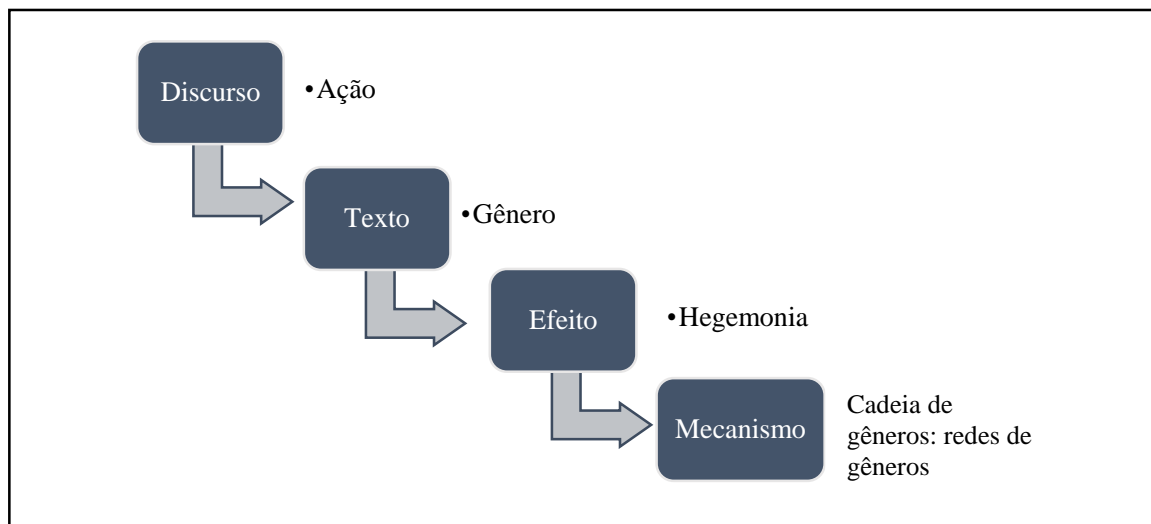 Discurso
•Ação
Texto
•Gênero
Efeito
•Hegemonia
Mecanismo
Cadeia de
gêneros: redes de
gêneros